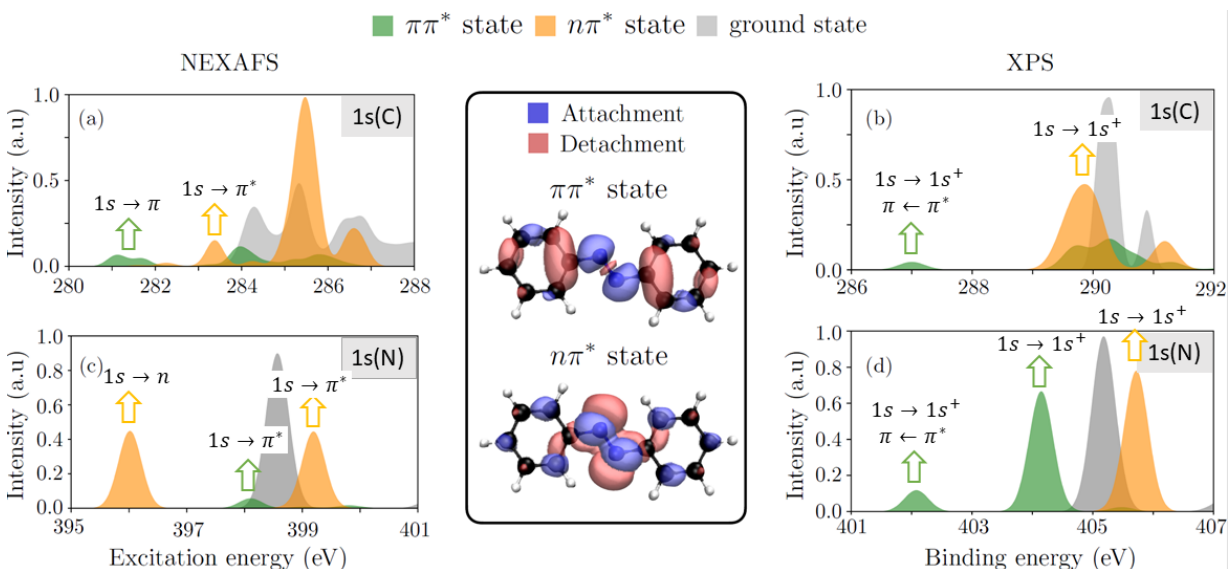 ππ* state nπ* state ground state
NEXAFS
XPS
(a)
1s(C)
1s → π
1s → π*
Intensity (a.u)
1.0
0.5
0.0
280 282 284 286 288
(c)
1s(N)
1s → n
1s → π*
1s → π*
Intensity (a.u)
1.0
0.8
0.6
0.4
0.2
0.0
395 397 399 401
Excitation energy (eV)
Attachment
Detachment
ππ* state
nπ* state
(b)
1s(C)
1s → 1s⁺
1s → 1s⁺
π ← π*
Intensity (a.u)
1.0
0.5
0.0
286 288 290 292
(d)
1s → 1s⁺
1s(N)
1s → 1s⁺
1s → 1s⁺
π ← π*
Intensity (a.u)
1.0
0.8
0.6
0.4
0.2
0.0
401 403 405 407
Binding energy (eV)